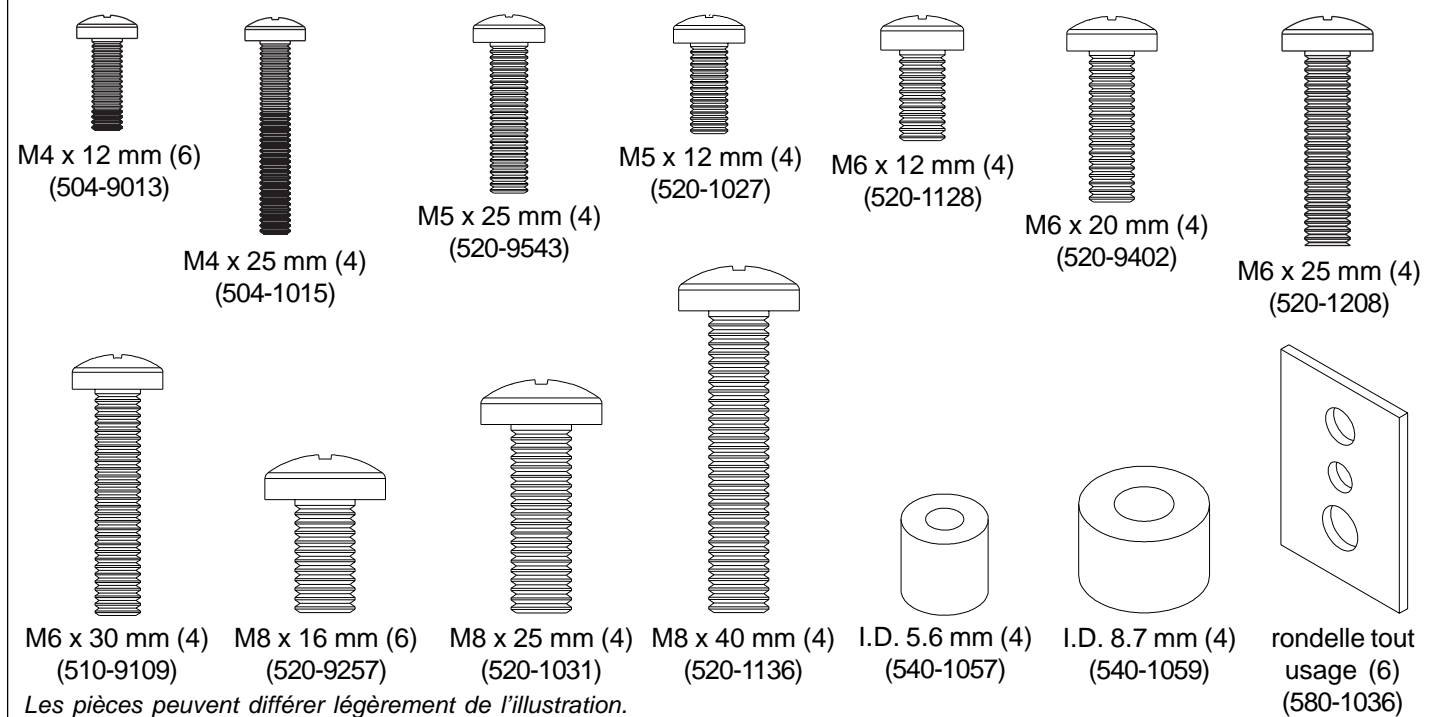 M4 x 12 mm (6)
(504-9013)
M4 x 25 mm (4)
(504-1015)
M5 x 25 mm (4)
(520-9543)
M5 x 12 mm (4)
(520-1027)
M6 x 12 mm (4)
(520-1128)
M6 x 20 mm (4)
(520-9402)
M6 x 25 mm (4)
(520-1208)
M6 x 30 mm (4)
(510-9109)
M8 x 16 mm (6)
(520-9257)
M8 x 25 mm (4)
(520-1031)
M8 x 40 mm (4)
(520-1136)
I.D. 5.6 mm (4)
(540-1057)
I.D. 8.7 mm (4)
(540-1059)
rondelle tout
usage (6)
(580-1036)
Les pièces peuvent différer légèrement de l’illustration.